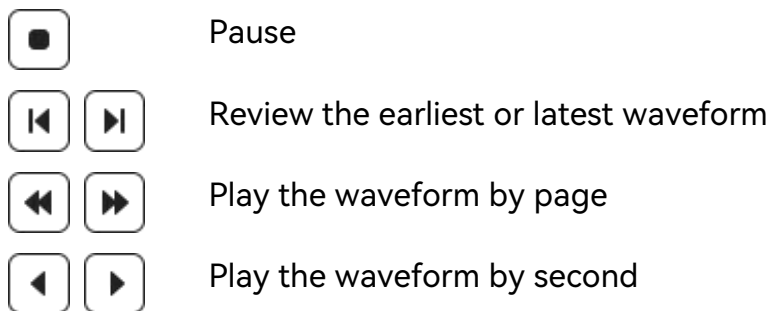 Pause
Review the earliest or latest waveform
Play the waveform by page
Play the waveform by second